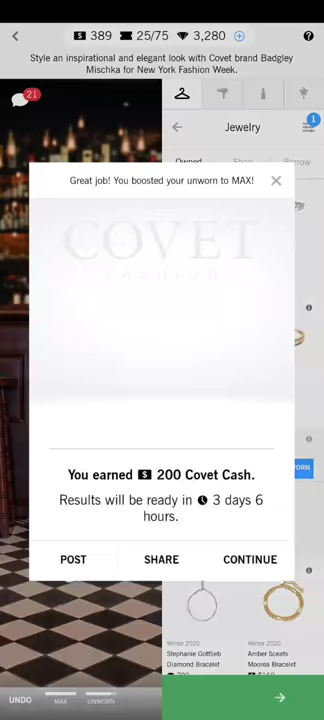 389 25/75 3,280
Style an inspirational and elegant look with Covet brand Badgley
Mischka for New York Fashion Week.
21
1
Jewelry
Owned Shop Borrow
Great job! You boosted your unworn to MAX!
COVET
FASHION
You earned 200 Covet Cash.
Results will be ready in 3 days 6
hours.
POST SHARE CONTINUE
Winter 2020
Stephanie Gottlieb
Diamond Bracelet
Winter 2020
Amber Sceats
Moorea Bracelet
$160
UNDO MAX UNWORN